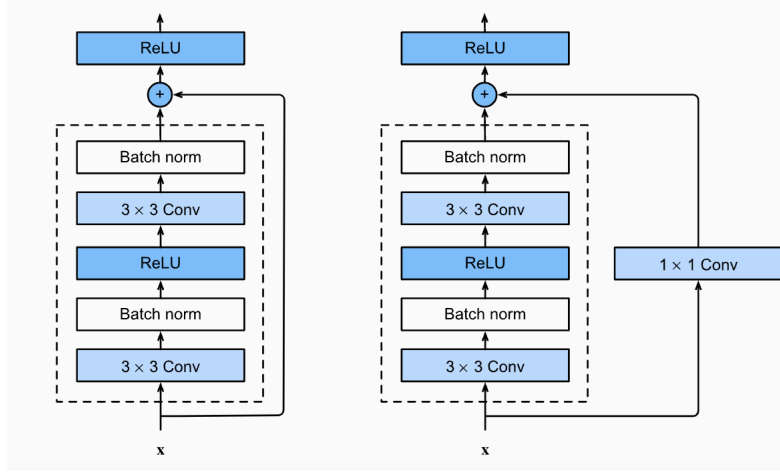 ReLU
+
Batch norm
3 × 3 Conv
ReLU
Batch norm
3 × 3 Conv
x
ReLU
+
Batch norm
3 × 3 Conv
ReLU
1 × 1 Conv
Batch norm
3 × 3 Conv
x